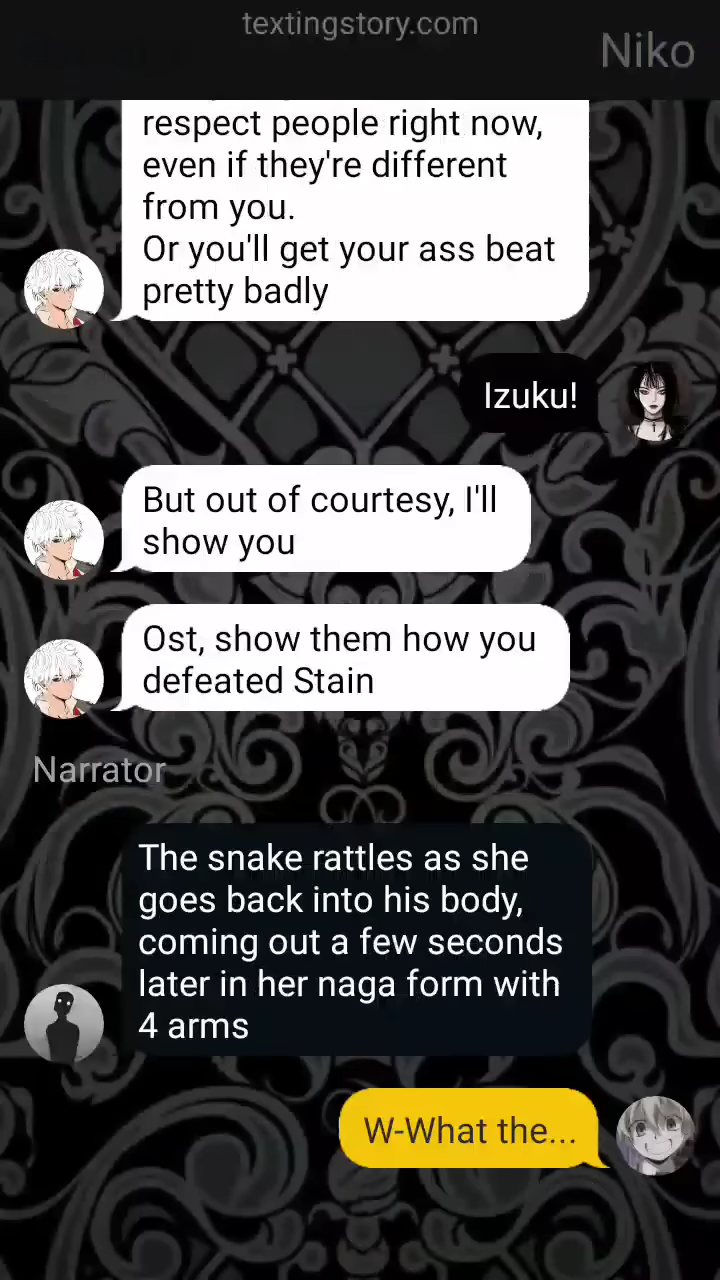 textingstory.com
Niko
respect people right now,
even if they're different
from you.
Or you'll get your ass beat
pretty badly
Izuku!
But out of courtesy, I'll
show you
Ost, show them how you
defeated Stain
Narrator
The snake rattles as she
goes back into his body,
coming out a few seconds
later in her naga form with
4 arms
W-What the...